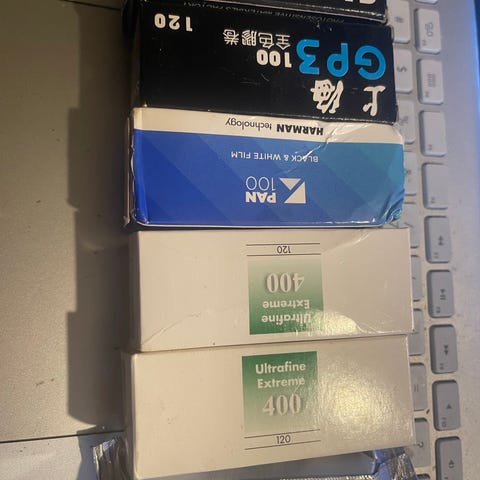 120
GP3 100
上海 全色膠卷
HARMAN technology
BLACK & WHITE FILM
PAN
100
120
400
Extreme
Ultrafine
Ultrafine
Extreme
400
120